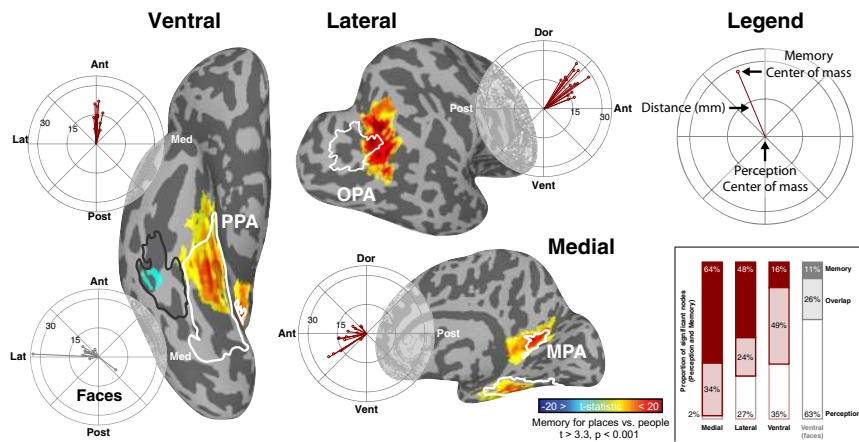 Ventral
Lateral
Legend
Ant
Lat
30
15
Med
Post
PPA
Ant
Lat
30
15
Med
Faces
Post
Dor
Post
Ant
15
30
Vent
OPA
Memory
Center of mass
Distance (mm)
Perception
Center of mass
Medial
Dor
Ant
30
15
Post
Vent
MPA
-20 > t-statistic < 20
Memory for places vs. people
t > 3.3, p < 0.001
Proportion of significant nodes
(Perception and Memory)
64% 48% 16% 11% Memory
26% Overlap
49%
24%
34%
2% 27% 35% 63% Perception
Medial Lateral Ventral Ventral
(faces)